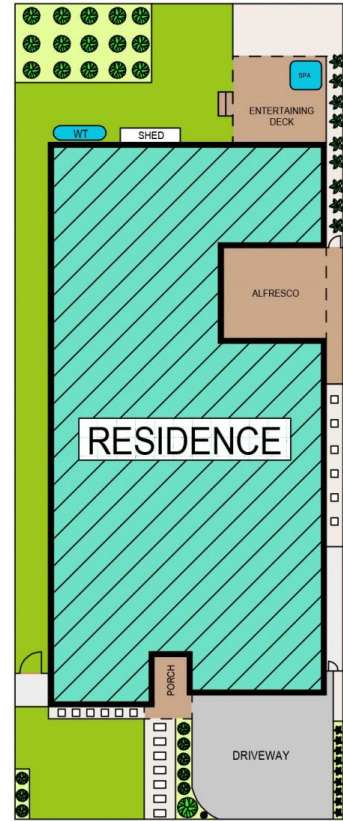 SPA
ENTERTAINING
DECK
WT
SHED
ALFRESCO
RESIDENCE
PORCH
DRIVEWAY